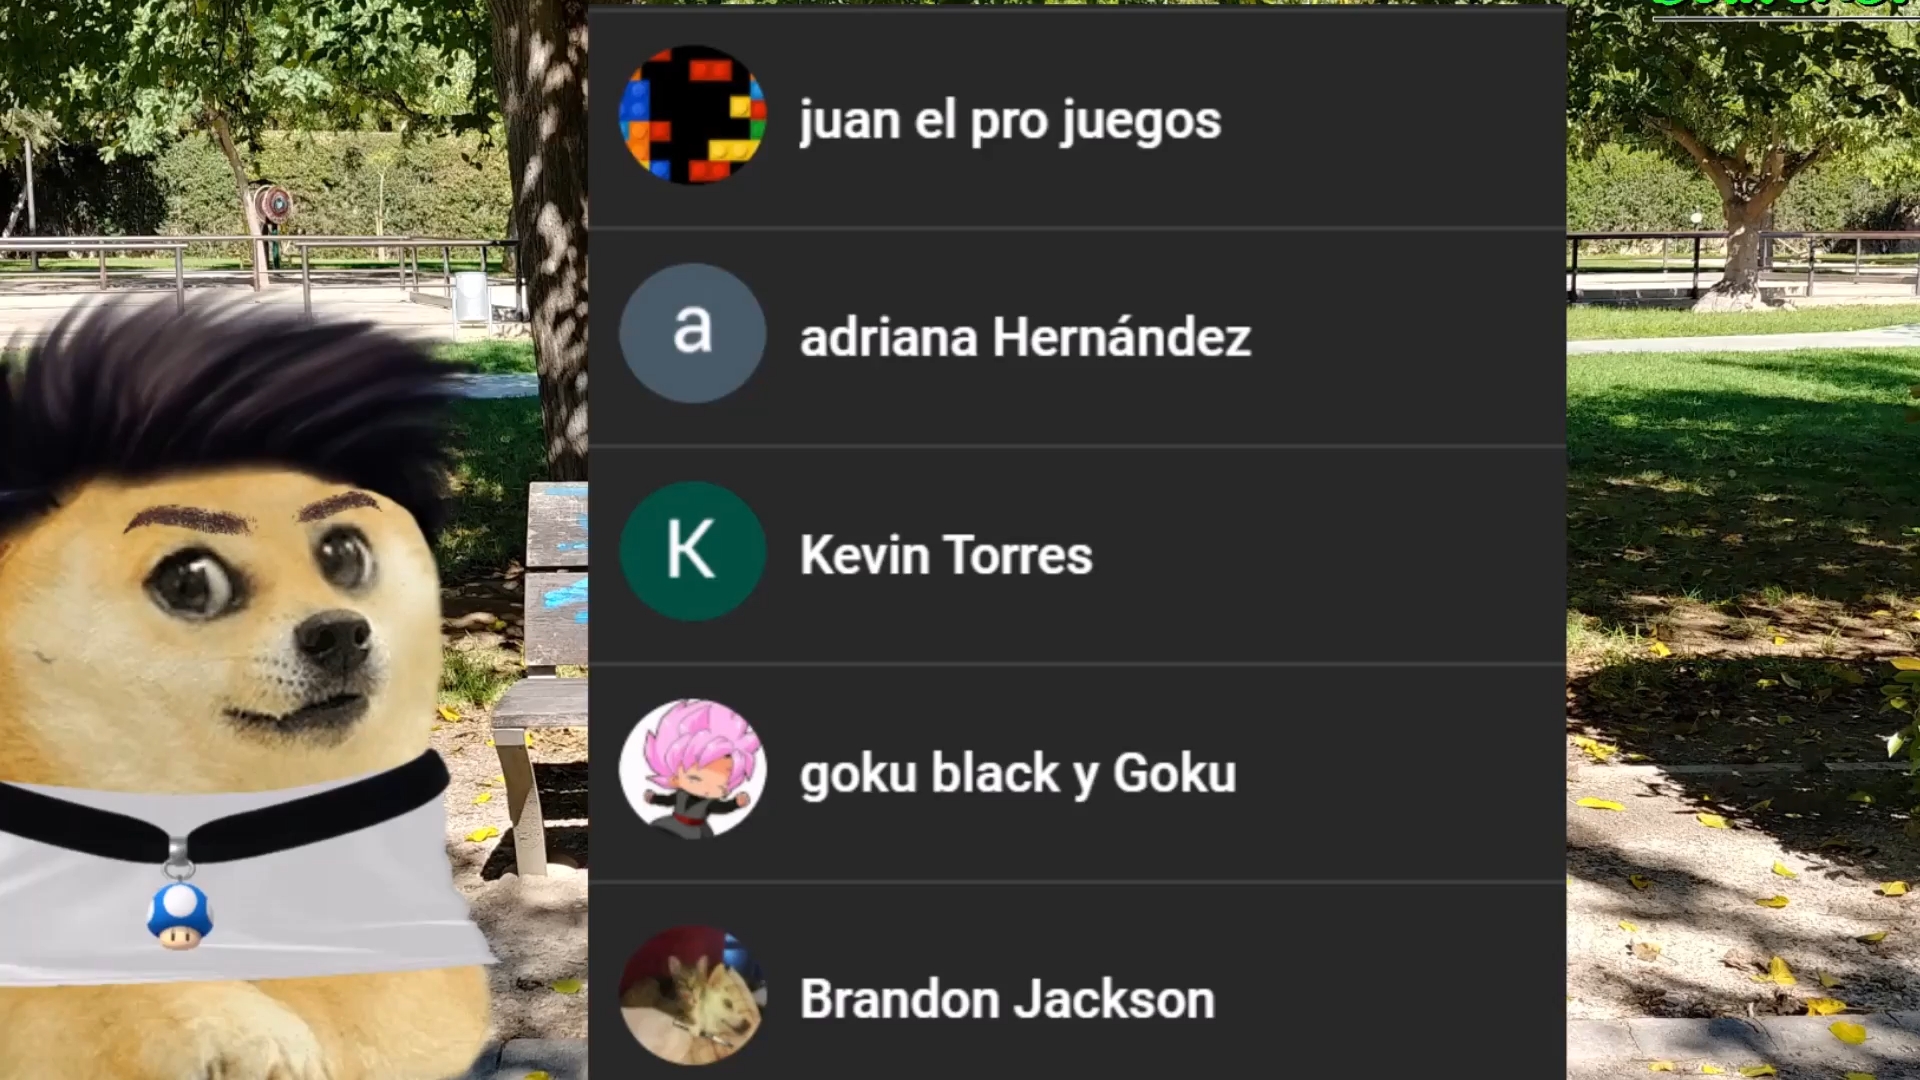 juan el pro juegos
a
adriana Hernández
K
Kevin Torres
goku black y Goku
Brandon Jackson